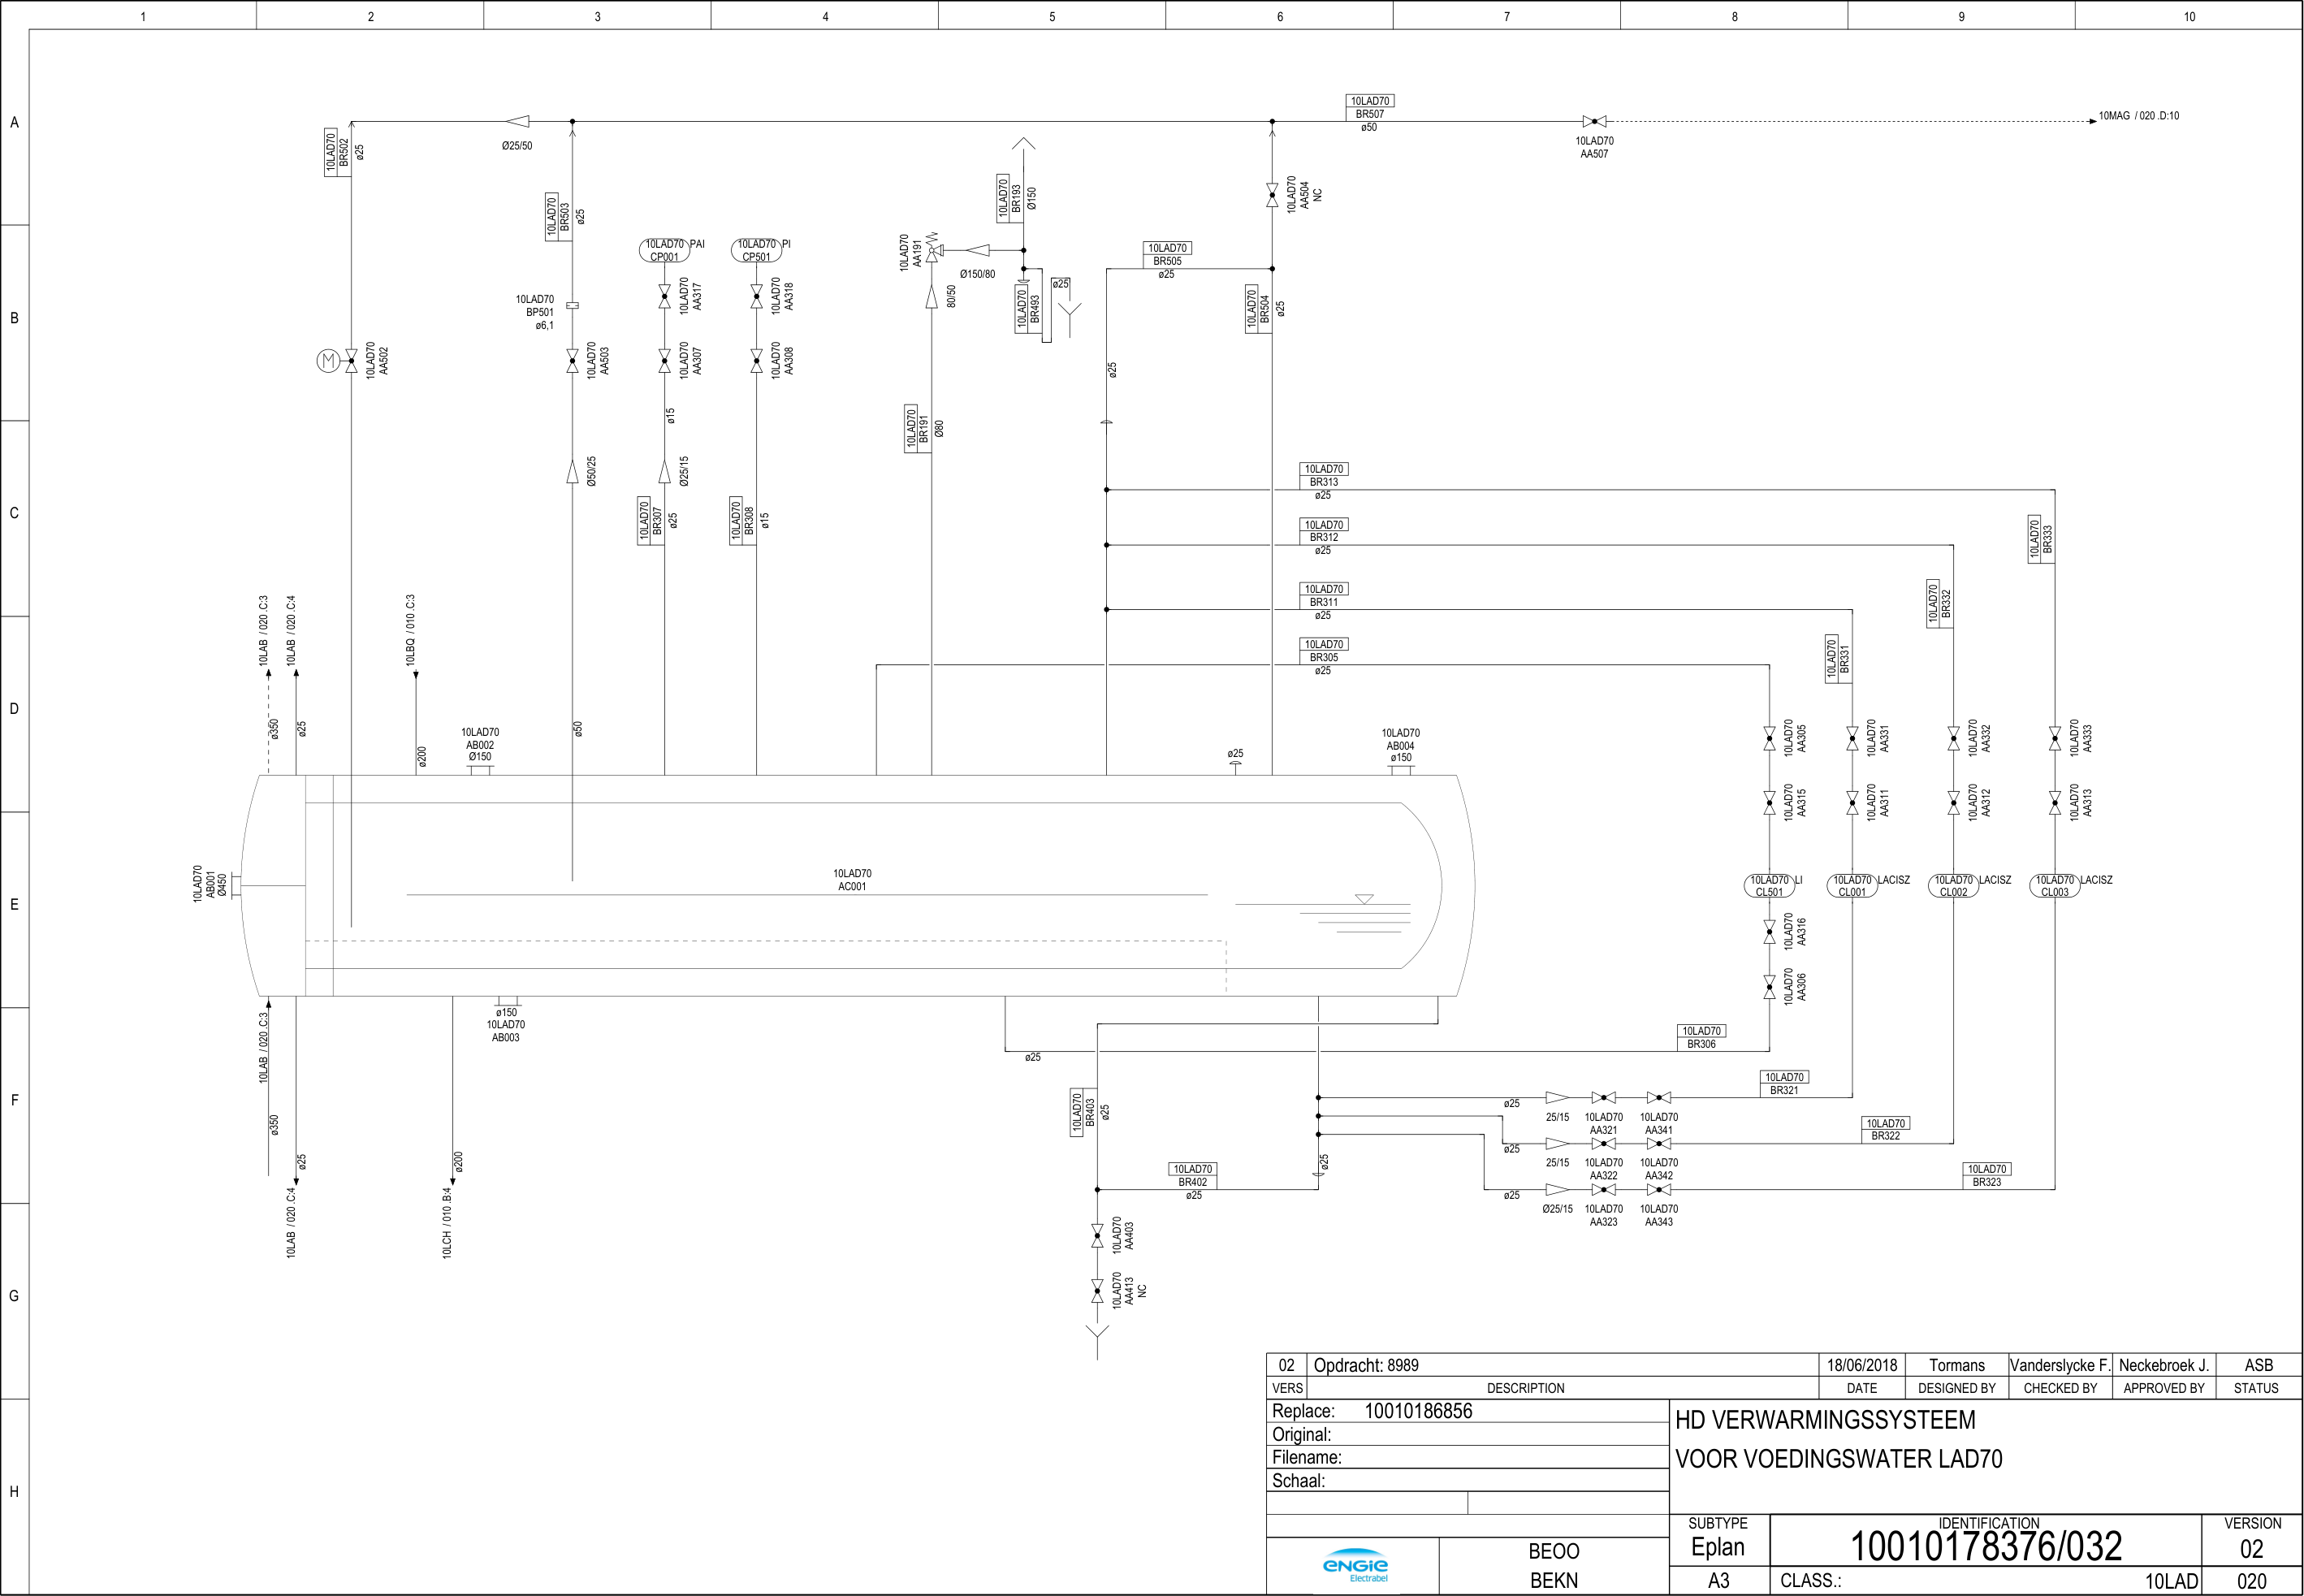 1 2 3 4 5 6 7 8 9 10
A
B
C
D
E
F
G
H
10LAD70
BR507
ø50
10MAG / 020 .D:10
10LAD70
AA507
10LAD70
BR502
ø25
Ø25/50
10LAD70
BR503
ø25
10LAD70
BR193
Ø150
10LAD70
AA504
NC
10LAD70 PAI
CP001
10LAD70 PI
CP501
10LAD70
AA191
Ø150/80
80/50
10LAD70
BR493
ø25
10LAD70
BR505
ø25
10LAD70
BR504
ø25
10LAD70
BP501
ø6,1
10LAD70
AA317
10LAD70
AA318
M
10LAD70
AA502
10LAD70
AA503
10LAD70
AA307
10LAD70
AA308
ø25
ø15
10LAD70
BR191
Ø80
Ø50/25
Ø25/15
10LAD70
BR307
ø25
10LAD70
BR308
ø15
10LAD70
BR313
ø25
10LAD70
BR312
ø25
10LAD70
BR311
ø25
10LAD70
BR305
ø25
10LAD70
BR333
10LAD70
BR332
10LAD70
BR331
10LAB / 020 .C:3
10LAB / 020 .C:4
10LBQ / 010 .C:3
ø350
ø25
ø200
10LAD70
AB002
Ø150
ø50
ø25
10LAD70
AB004
ø150
10LAD70
AA305
10LAD70
AA331
10LAD70
AA332
10LAD70
AA333
10LAD70
AA315
10LAD70
AA311
10LAD70
AA312
10LAD70
AA313
10LAD70
AB001
Ø450
10LAD70
AC001
10LAD70 LI
CL501
10LAD70 LACISZ
CL001
10LAD70 LACISZ
CL002
10LAD70 LACISZ
CL003
10LAD70
AA316
10LAD70
AA306
ø150
10LAD70
AB003
10LAB / 020 .C:3
ø350
ø25
10LAB / 020 .C:4
ø200
10LCH / 010 .B:4
ø25
10LAD70
BR306
10LAD70
BR403
ø25
10LAD70
BR321
ø25
25/15
10LAD70
AA321
10LAD70
AA341
10LAD70
BR322
ø25
25/15
10LAD70
AA322
10LAD70
AA342
10LAD70
BR323
ø25
Ø25/15
10LAD70
AA323
10LAD70
AA343
10LAD70
BR402
ø25
ø25
10LAD70
AA403
10LAD70
AA413
NC
02 Opdracht: 8989 18/06/2018 Tormans Vanderslycke F. Neckebroek J. ASB
VERS DESCRIPTION DATE DESIGNED BY CHECKED BY APPROVED BY STATUS
Replace: 10010186856
Original:
Filename:
Schaal:
HD VERWARMINGSSYSTEEM
VOOR VOEDINGSWATER LAD70
ENGIE
Electrabel
BEOO
BEKN
SUBTYPE
Eplan
A3
IDENTIFICATION
10010178376/032
CLASS.: 10LAD
VERSION
02
020